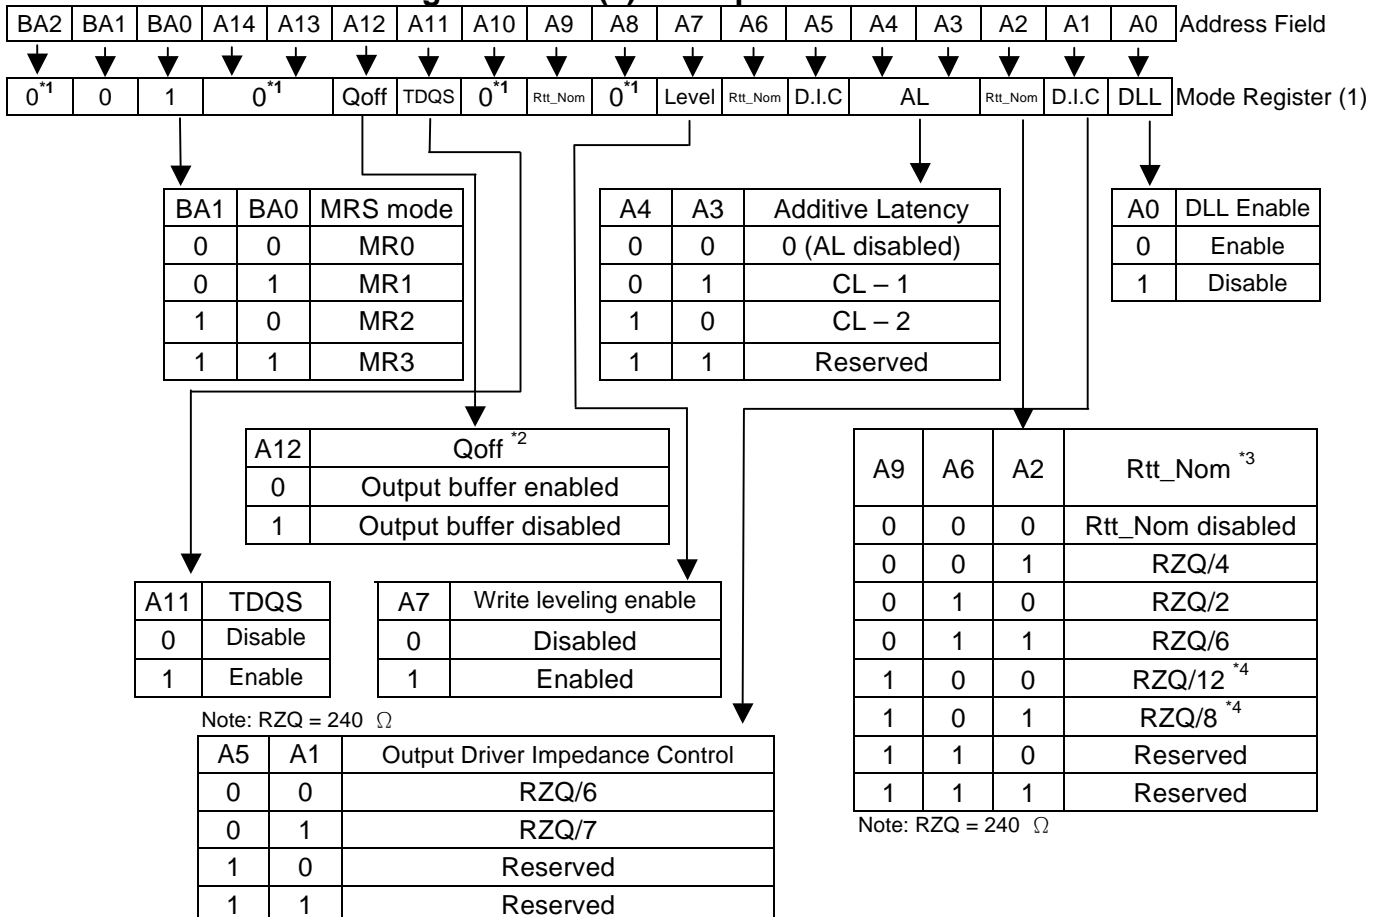 BA2 BA1 BA0 A14 A13 A12 A11 A10 A9 A8 A7 A6 A5 A4 A3 A2 A1 A0 Address Field
0*1 0 1 0*1 Qoff TDQS 0*1 Rtt_Nom 0*1 Level Rtt_Nom D.I.C AL Rtt_Nom D.I.C DLL Mode Register (1)
BA1 BA0 MRS mode
0 0 MR0
0 1 MR1
1 0 MR2
1 1 MR3
A4 A3 Additive Latency
0 0 0 (AL disabled)
0 1 CL – 1
1 0 CL – 2
1 1 Reserved
A0 DLL Enable
0 Enable
1 Disable
A12 Qoff *2
0 Output buffer enabled
1 Output buffer disabled
A9 A6 A2 Rtt_Nom *3
0 0 0 Rtt_Nom disabled
0 0 1 RZQ/4
0 1 0 RZQ/2
0 1 1 RZQ/6
1 0 0 RZQ/12 *4
1 0 1 RZQ/8 *4
1 1 0 Reserved
1 1 1 Reserved
Note: RZQ = 240 Ω
A11 TDQS
0 Disable
1 Enable
A7 Write leveling enable
0 Disabled
1 Enabled
Note: RZQ = 240 Ω
A5 A1 Output Driver Impedance Control
0 0 RZQ/6
0 1 RZQ/7
1 0 Reserved
1 1 Reserved